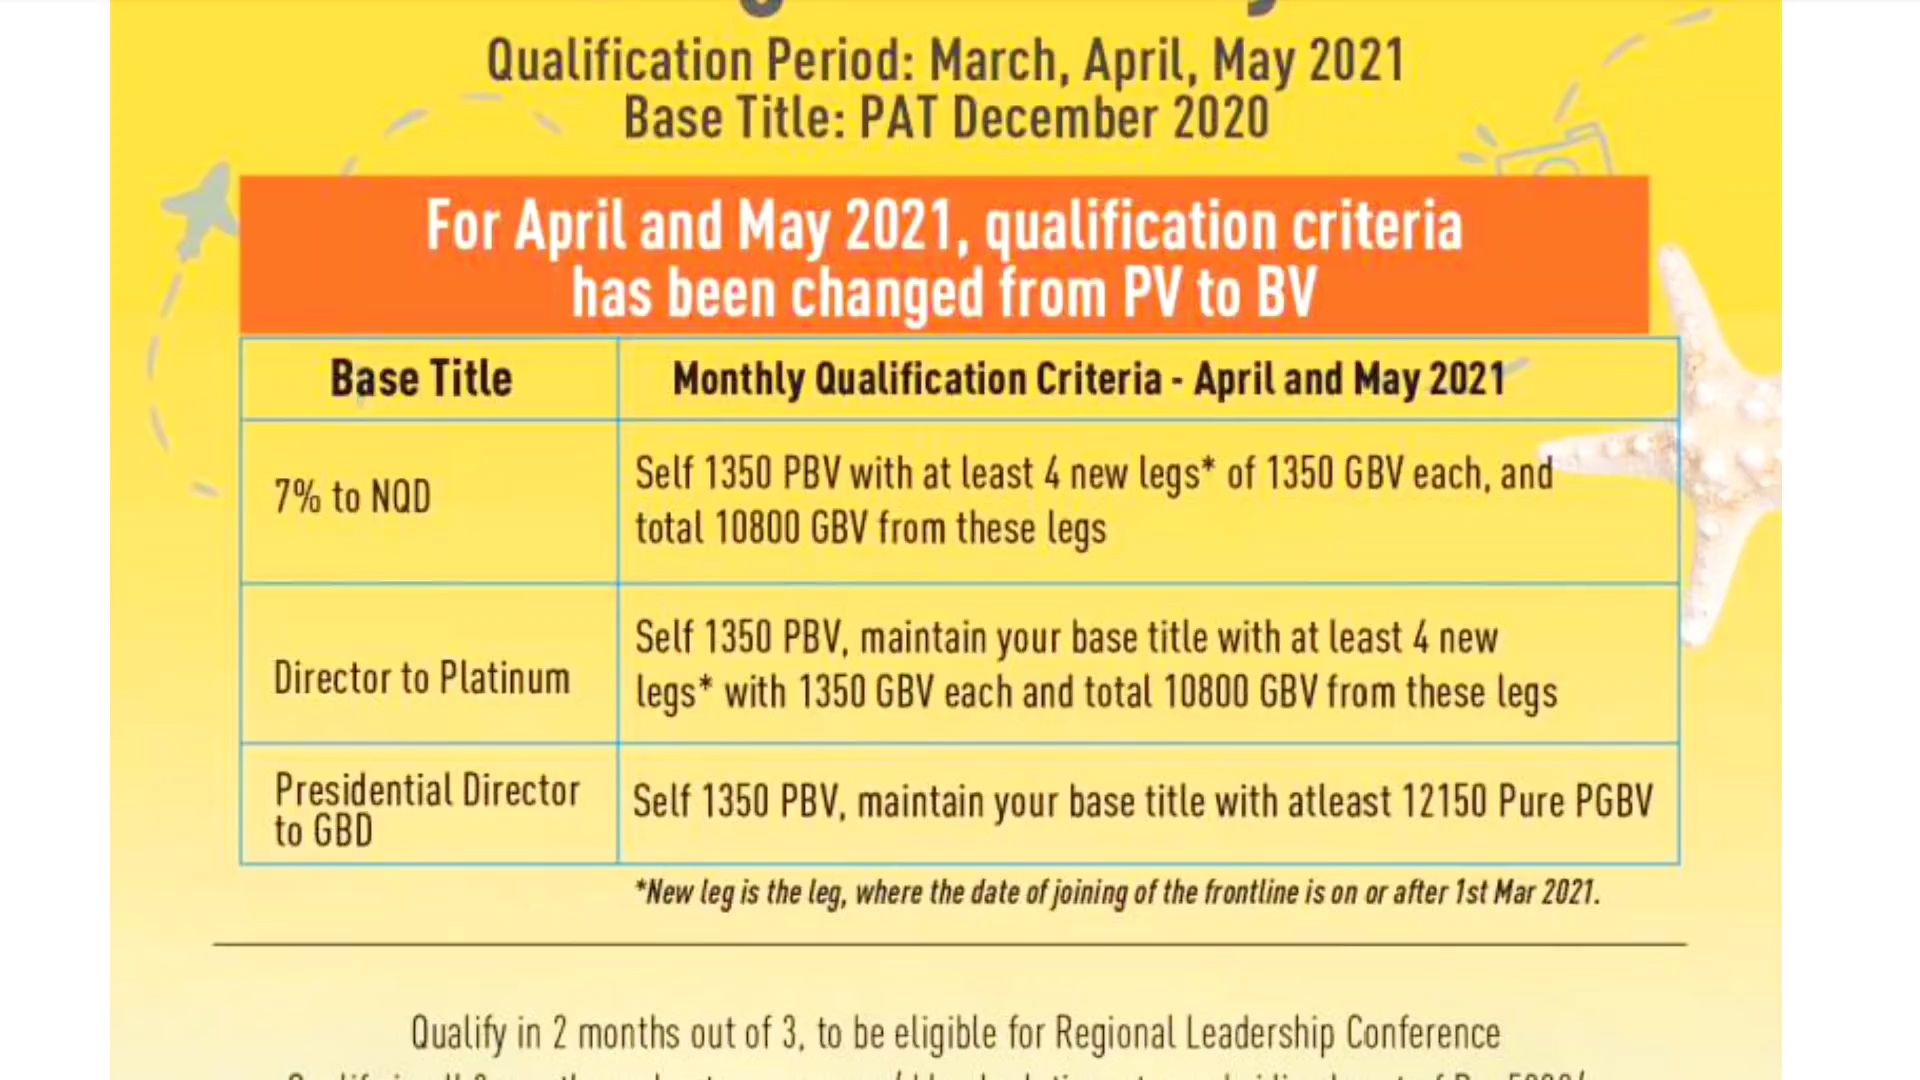 Qualification Period: March, April, May 2021
Base Title: PAT December 2020
For April and May 2021, qualification criteria
has been changed from PV to BV
Base Title
Monthly Qualification Criteria - April and May 2021
7% to NQD
Self 1350 PBV with at least 4 new legs* of 1350 GBV each, and
total 10800 GBV from these legs
Director to Platinum
Self 1350 PBV, maintain your base title with at least 4 new
legs* with 1350 GBV each and total 10800 GBV from these legs
Presidential Director
to GBD
Self 1350 PBV, maintain your base title with atleast 12150 Pure PGBV
*New leg is the leg, where the date of joining of the frontline is on or after 1st Mar 2021.
Qualify in 2 months out of 3, to be eligible for Regional Leadership Conference